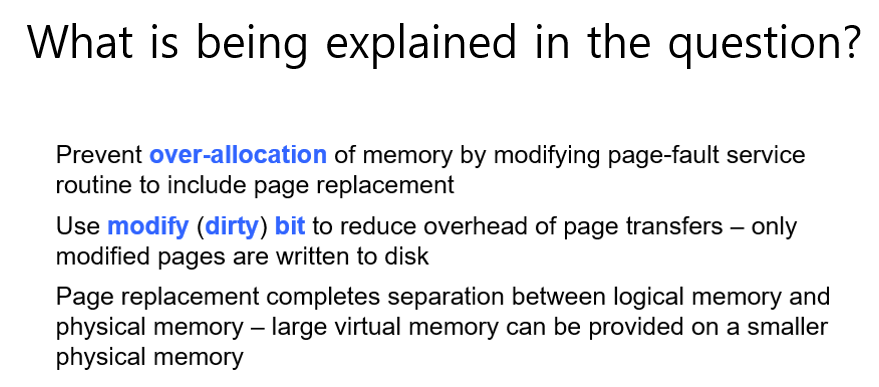 What is being explained in the question?
Prevent over-allocation of memory by modifying page-fault service
routine to include page replacement
Use modify (dirty) bit to reduce overhead of page transfers – only
modified pages are written to disk
Page replacement completes separation between logical memory and
physical memory – large virtual memory can be provided on a smaller
physical memory